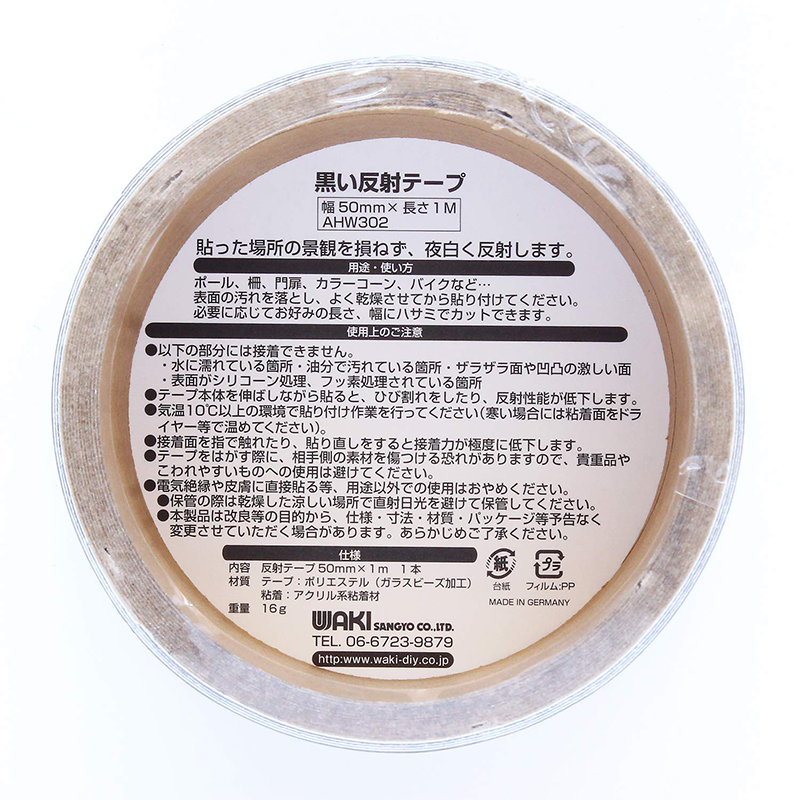 黒い反射テープ
幅50mm×長さ1M
AHW302
貼った場所の景観を損ねず、夜白く反射します。
用途・使い方
ポール、柵、門扉、カラーコーン、バイクなど…
表面の汚れを落とし、よく乾燥させてから貼り付けてください。
必要に応じてお好みの長さ、幅にハサミでカットできます。
使用上のご注意
●以下の部分には接着できません。
・水に濡れている箇所・油分で汚れている箇所・ザラザラ面や凹凸の激しい面
・表面がシリコーン処理、フッ素処理されている箇所
●テープ本体を伸ばしながら貼ると、ひび割れをしたり、反射性能が低下します。
●気温10℃以上の環境で貼り付け作業を行ってください(寒い場合には粘着面をドラ
イヤー等で温めてください)。
●接着面を指で触れたり、貼り直しをすると接着力が極度に低下します。
●テープをはがす際に、相手側の素材を傷つける恐れがありますので、貴重品や
こわれやすいものへの使用は避けてください。
●電気絶縁や皮膚に直接貼る等、用途以外での使用はおやめください。
●保管の際は乾燥した涼しい場所で直射日光を避けて保管してください。
●本製品は改良等の目的から、仕様・寸法・材質・パッケージ等予告なく
変更させていただく場合があります。あらかじめご了承ください。
仕様
内容 反射テープ50mm×1m 1本
材質 テープ:ポリエステル(ガラスビーズ加工)
粘着:アクリル系粘着材
重量 16g
紙 プラ
台紙 フィルム:PP
MADE IN GERMANY
WAKI SANGYO CO.,LTD.
TEL. 06-6723-9879
http:www.waki-diy.co.jp